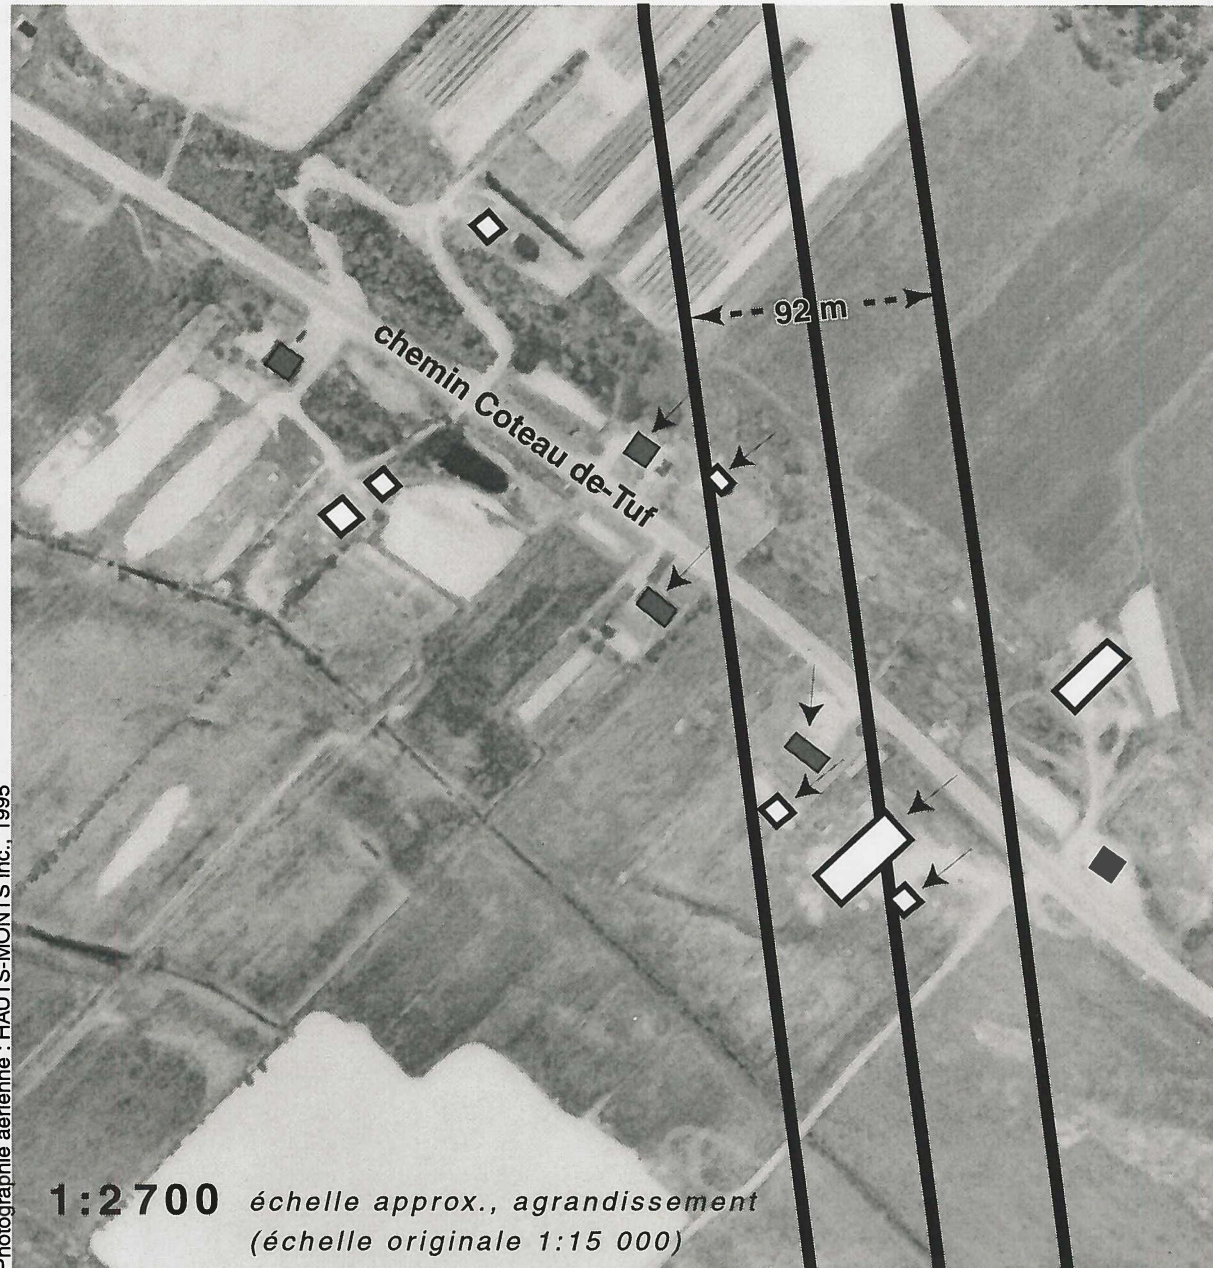 92 m
chemin Coteau de-Tuf
Photographie aérienne : HAUTS-MONTS inc., 1995
1:2700 échelle approx., agrandissement
(échelle originale 1:15 000)